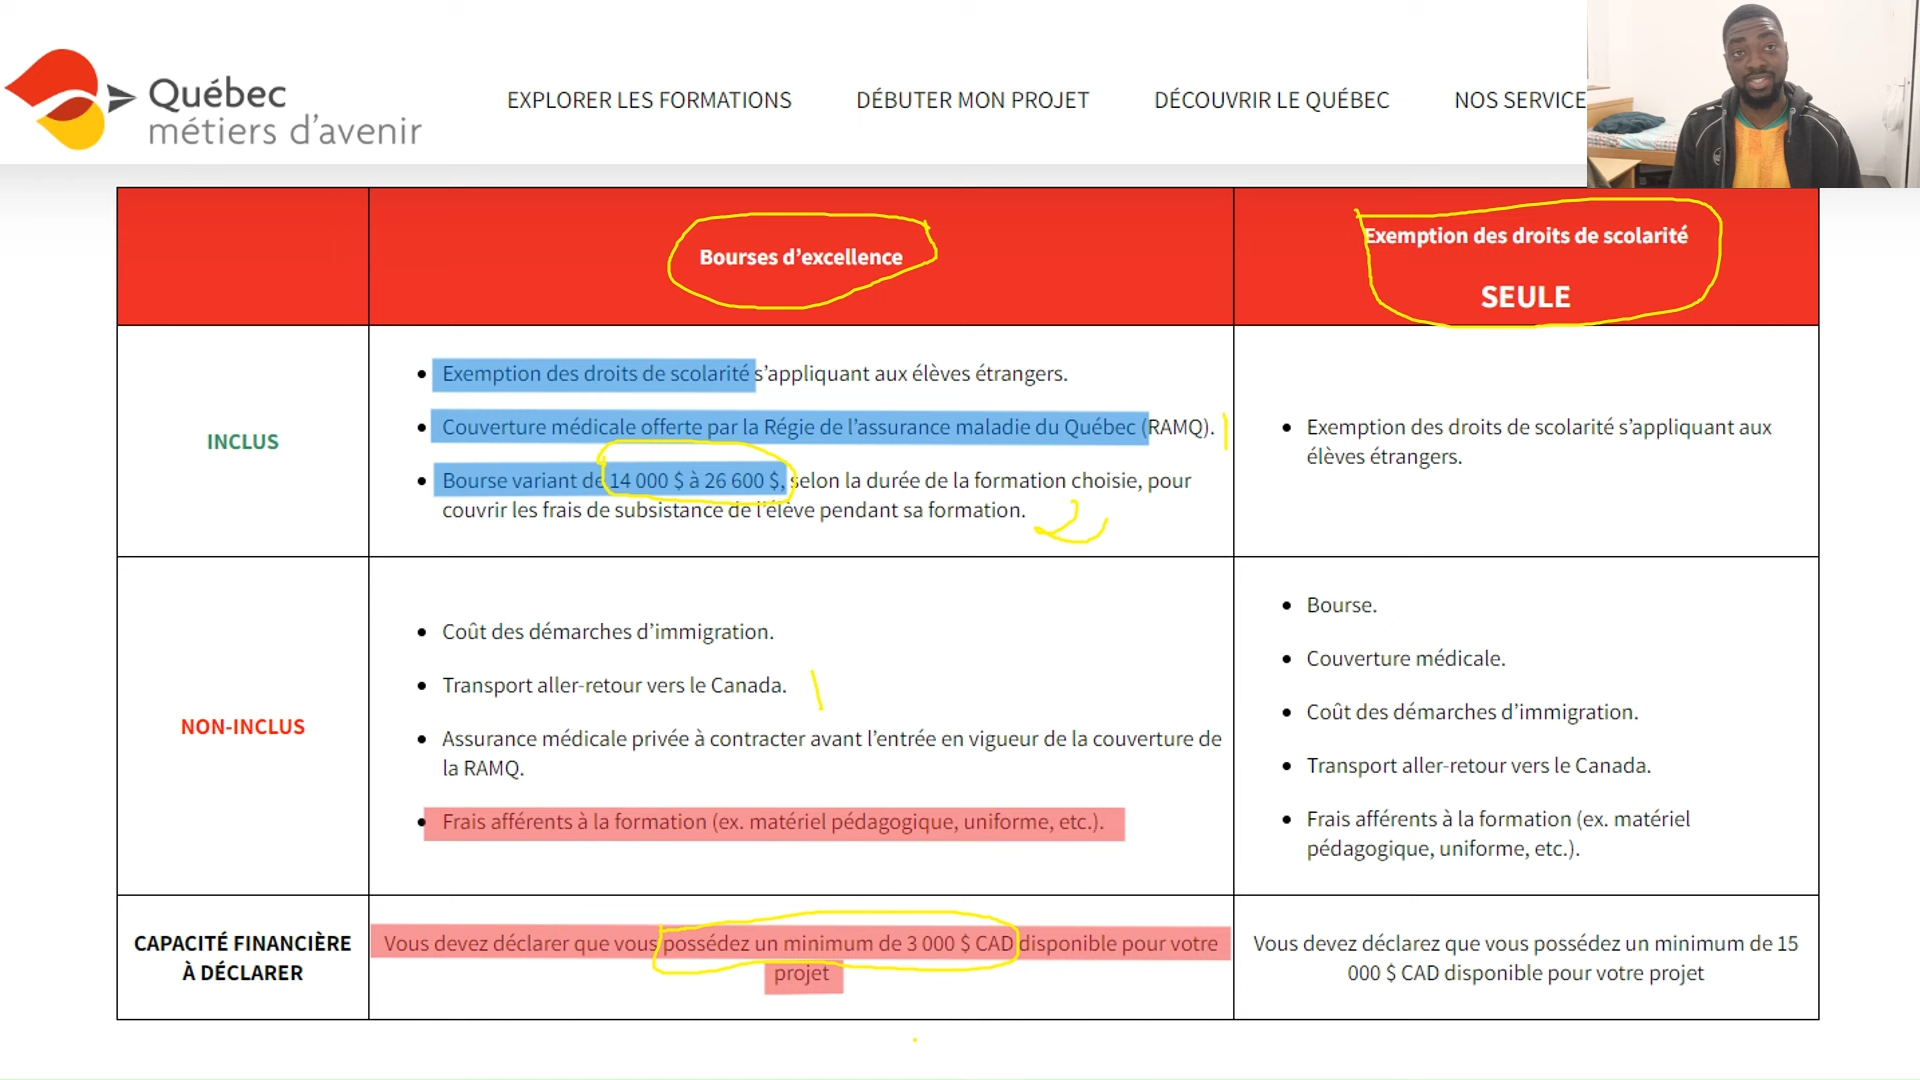 Québec
métiers d'avenir
EXPLORER LES FORMATIONS
DÉBUTER MON PROJET
DÉCOUVRIR LE QUÉBEC
NOS SERVICE
Bourses d'excellence
Exemption des droits de scolarité
SEULE
INCLUS
Exemption des droits de scolarité s'appliquant aux élèves étrangers.
Couverture médicale offerte par la Régie de l'assurance maladie du Québec (RAMQ).
Bourse variant de 14 000 $ à 26 600 $, selon la durée de la formation choisie, pour
couvrir les frais de subsistance de l'élève pendant sa formation.
Exemption des droits de scolarité s'appliquant aux
élèves étrangers.
NON-INCLUS
Coût des démarches d'immigration.
Transport aller-retour vers le Canada.
Assurance médicale privée à contracter avant l'entrée en vigueur de la couverture de
la RAMQ.
Frais afférents à la formation (ex. matériel pédagogique, uniforme, etc.).
Bourse.
Couverture médicale.
Coût des démarches d'immigration.
Transport aller-retour vers le Canada.
Frais afférents à la formation (ex. matériel
pédagogique, uniforme, etc.).
CAPACITÉ FINANCIÈRE
À DÉCLARER
Vous devez déclarer que vous possédez un minimum de 3 000 $ CAD disponible pour votre
projet
Vous devez déclarez que vous possédez un minimum de 15
000 $ CAD disponible pour votre projet